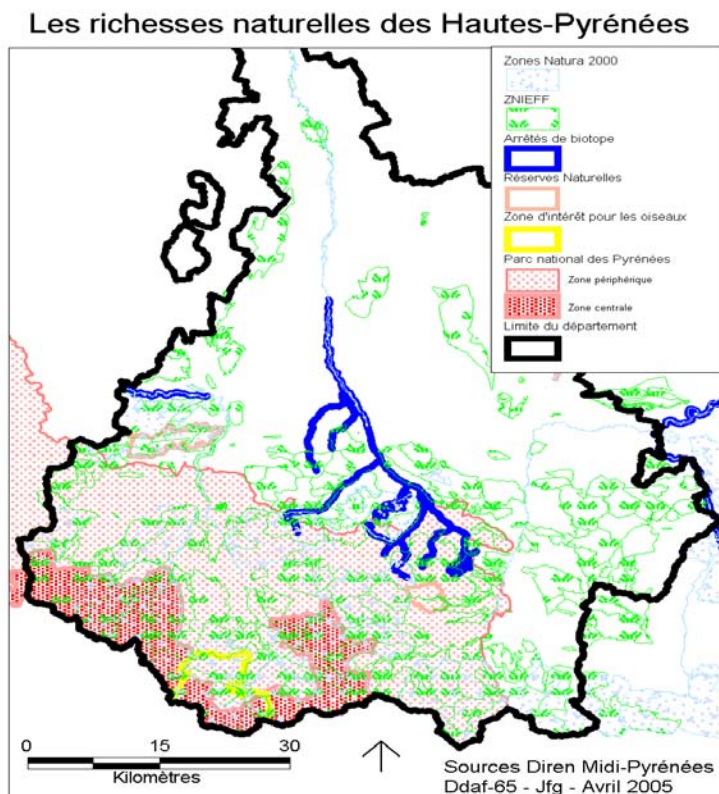 Les richesses naturelles des Hautes-Pyrénées
Zones Natura 2000
ZNIEFF
Arrêtés de biotope
Réserves Naturelles
Zone d'intérêt pour les oiseaux
Parc national des Pyrénées
Zone périphérique
Zone centrale
Limite du département
0 15 30
Kilomètres
Sources Diren Midi-Pyrénées
Ddaf-65 - Jfg - Avril 2005